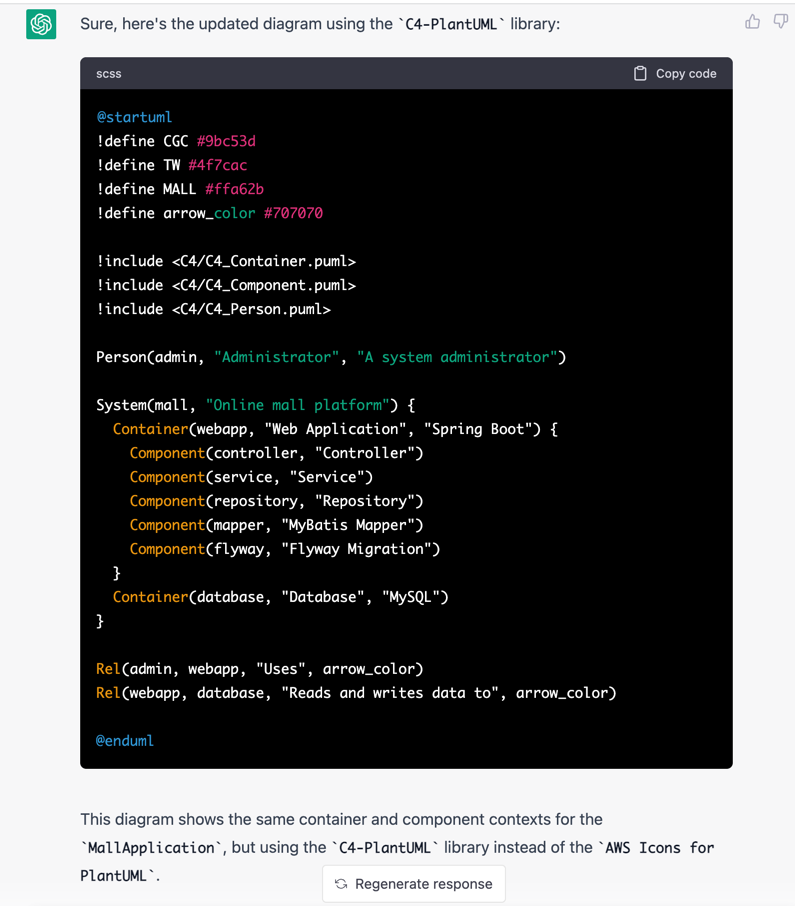 Sure, here's the updated diagram using the `C4-PlantUML` library:
scss
Copy code
@startuml
!define CGC #9bc53d
!define TW #4f7cac
!define MALL #ffa62b
!define arrow_color #707070
!include <C4/C4_Container.puml>
!include <C4/C4_Component.puml>
!include <C4/C4_Person.puml>
Person(admin, "Administrator", "A system administrator")
System(mall, "Online mall platform") {
  Container(webapp, "Web Application", "Spring Boot") {
    Component(controller, "Controller")
    Component(service, "Service")
    Component(repository, "Repository")
    Component(mapper, "MyBatis Mapper")
    Component(flyway, "Flyway Migration")
  }
  Container(database, "Database", "MySQL")
}
Rel(admin, webapp, "Uses", arrow_color)
Rel(webapp, database, "Reads and writes data to", arrow_color)
@enduml
This diagram shows the same container and component contexts for the
`MallApplication`, but using the `C4-PlantUML` library instead of the `AWS Icons for
PlantUML`.
Regenerate response